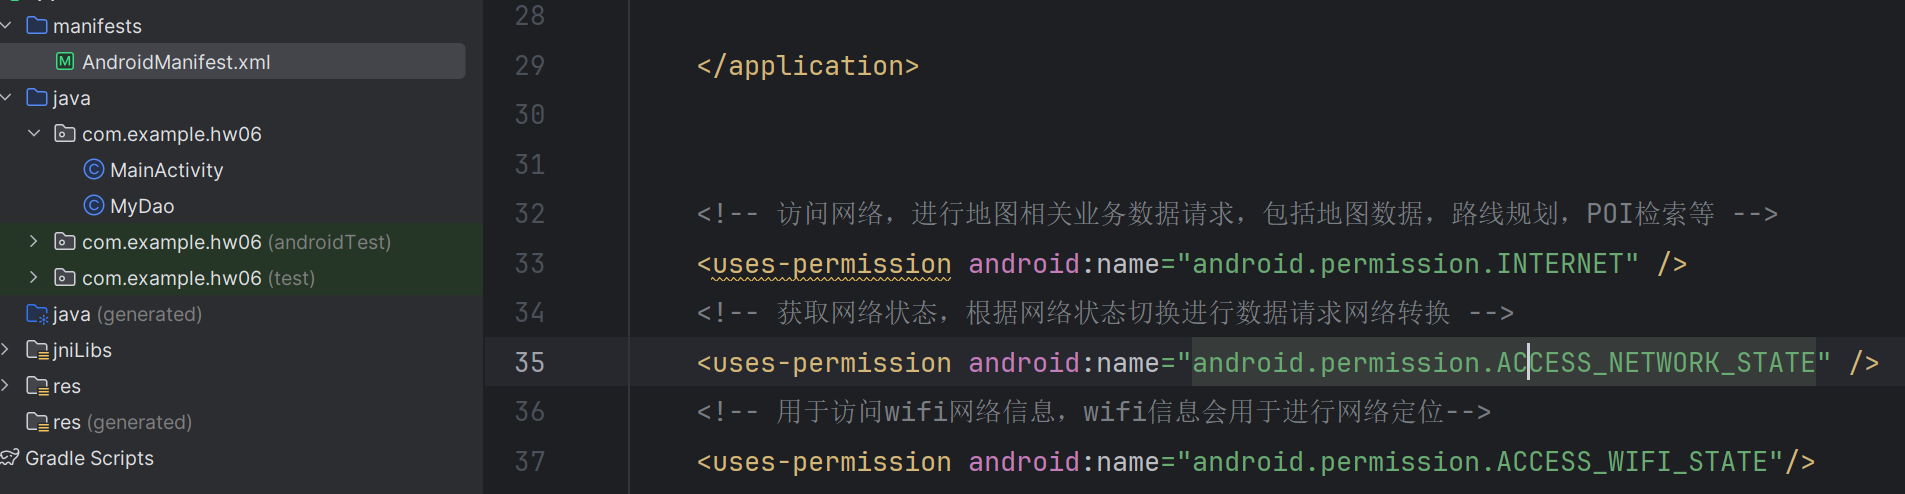 manifests
AndroidManifest.xml
java
com.example.hw06
MainActivity
MyDao
com.example.hw06 (androidTest)
com.example.hw06 (test)
java (generated)
jniLibs
res
res (generated)
Gradle Scripts
28
29 </application>
30
31
32 <!-- 访问网络，进行地图相关业务数据请求，包括地图数据，路线规划，POI检索等 -->
33 <uses-permission android:name="android.permission.INTERNET" />
34 <!-- 获取网络状态，根据网络状态切换进行数据请求网络转换 -->
35 <uses-permission android:name="android.permission.ACCESS_NETWORK_STATE" />
36 <!-- 用于访问wifi网络信息，wifi信息会用于进行网络定位-->
37 <uses-permission android:name="android.permission.ACCESS_WIFI_STATE"/>